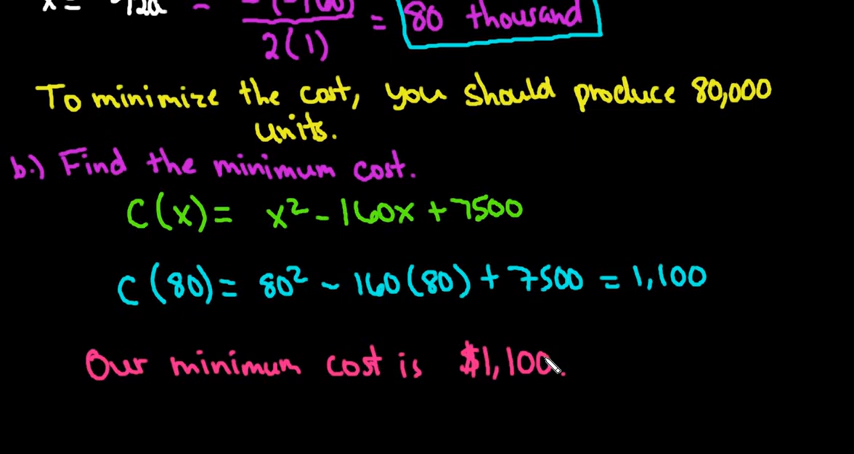 x =  =  = 80 thousand
2(1)
To minimize the cost, you should produce 80,000
units.
b.) Find the minimum cost.
C(x) = x² - 160x + 7500
C(80) = 80² - 160(80) + 7500 = 1,100
Our minimum cost is $1,100.